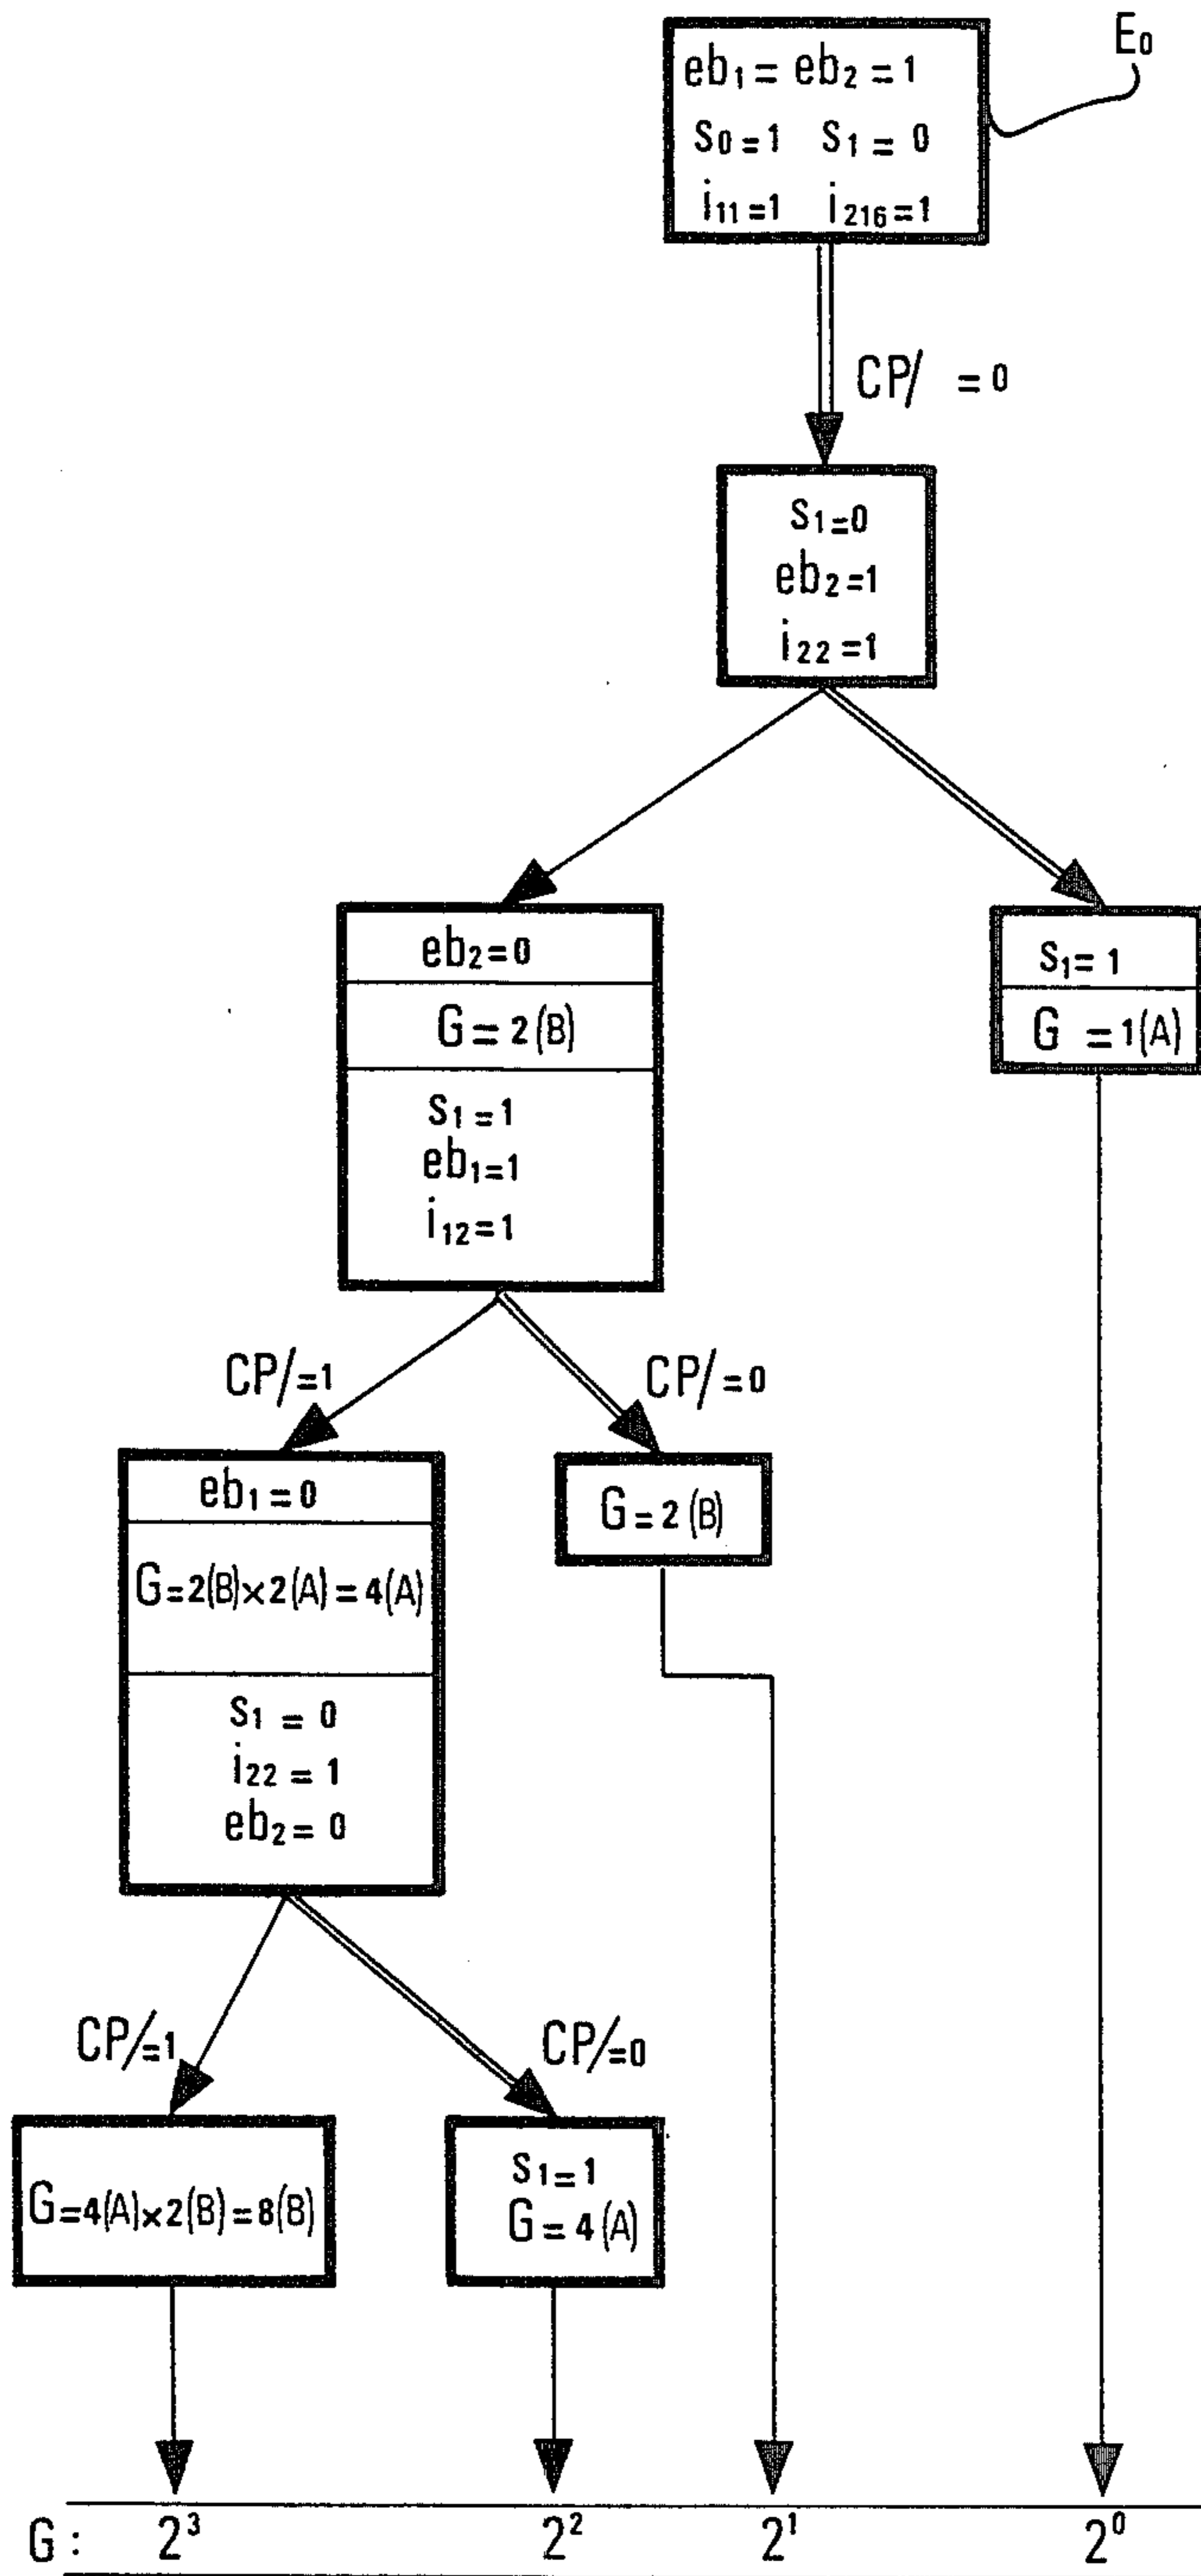 E₀
eb₁ = eb₂ = 1
s₀ = 1 s₁ = 0
i₁₁ = 1 i₂₁₆ = 1
CP/ = 0
s₁ = 0
eb₂ = 1
i₂₂ = 1
eb₂ = 0
G = 2 (B)
s₁ = 1
eb₁ = 1
i₁₂ = 1
s₁ = 1
G = 1(A)
CP/=1
CP/=0
eb₁ = 0
G = 2(B)×2(A) = 4(A)
s₁ = 0
i₂₂ = 1
eb₂ = 0
G = 2 (B)
CP/=1
CP/=0
G = 4(A)×2(B) = 8(B)
s₁ = 1
G = 4 (A)
G : 2³ 2² 2¹ 2⁰